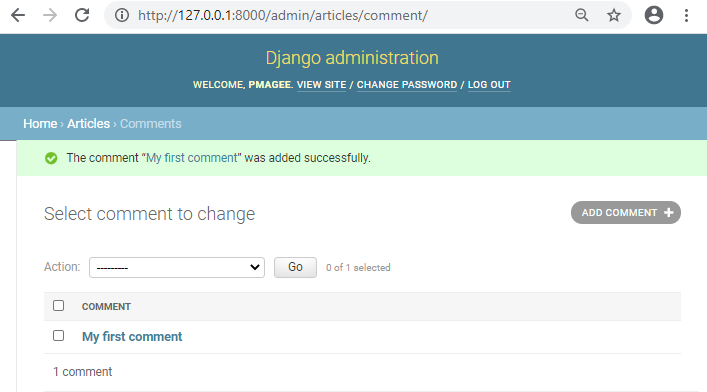 http://127.0.0.1:8000/admin/articles/comment/
Django administration
WELCOME, PMAGEE. VIEW SITE / CHANGE PASSWORD / LOG OUT
Home › Articles › Comments
The comment “My first comment” was added successfully.
Select comment to change
ADD COMMENT +
Action: --------- Go 0 of 1 selected
COMMENT
My first comment
1 comment